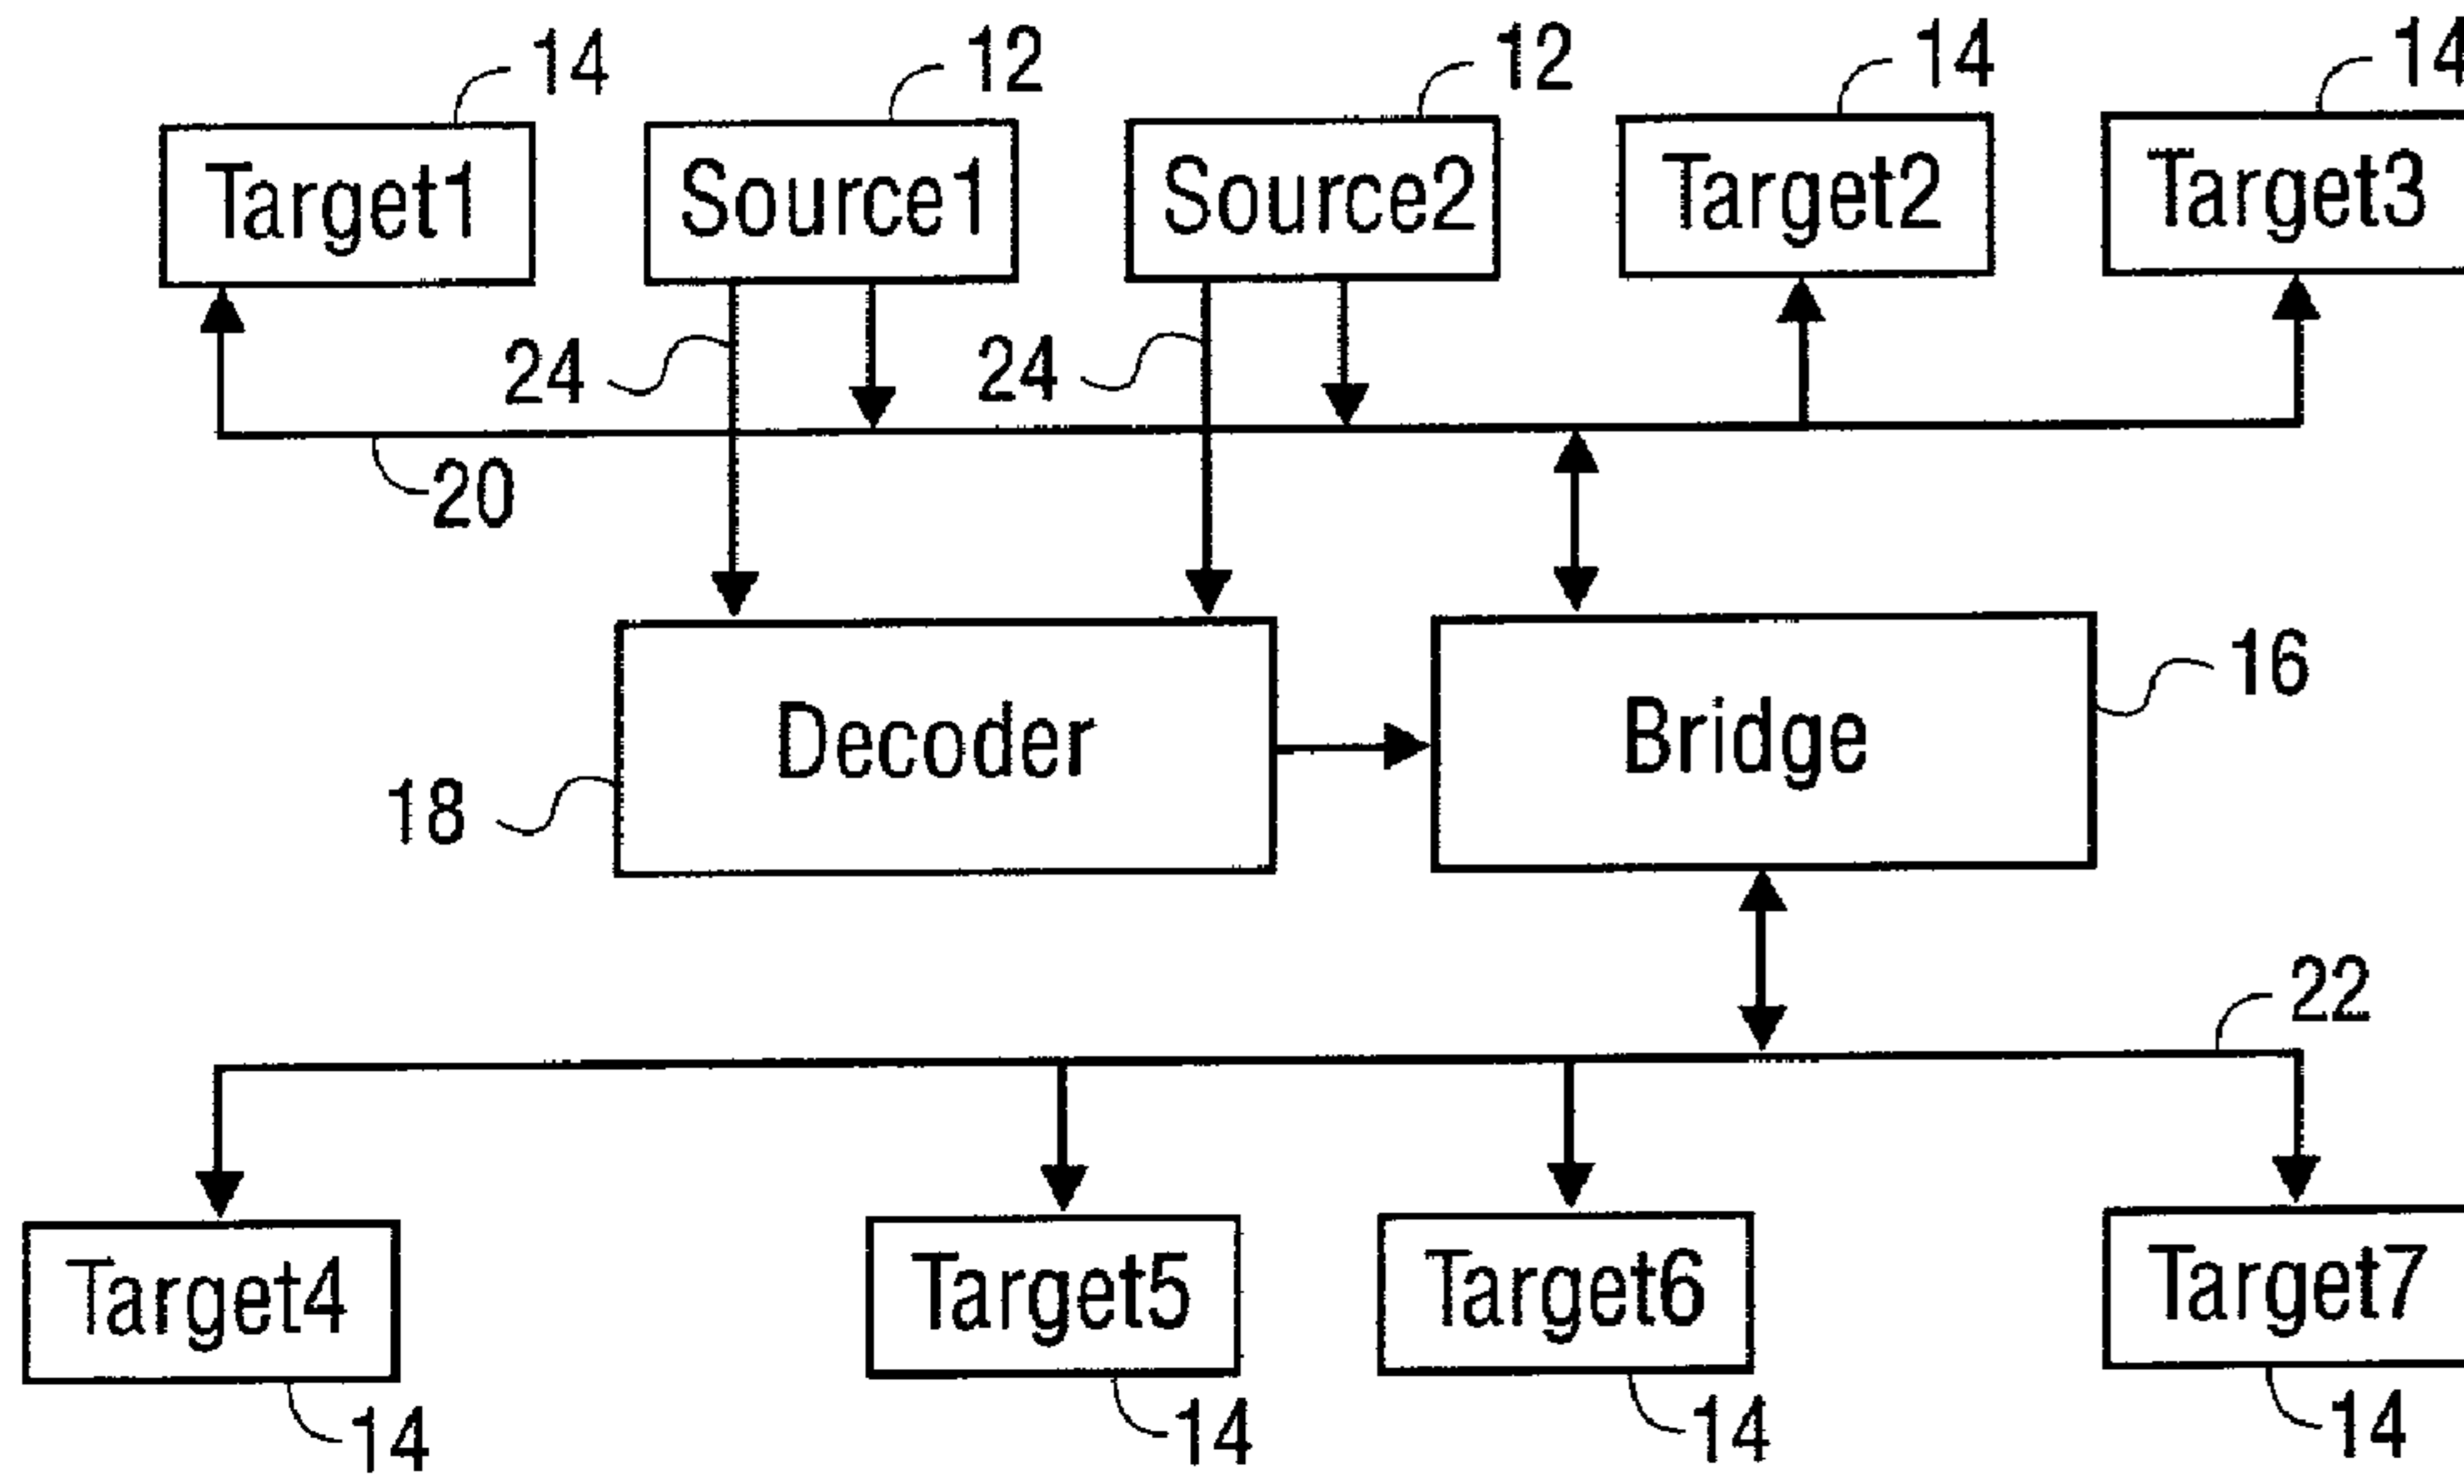 14
12
12
14
14
Target1
Source1
Source2
Target2
Target3
24
24
20
16
Decoder
Bridge
18
22
Target4
Target5
Target6
Target7
14
14
14
14